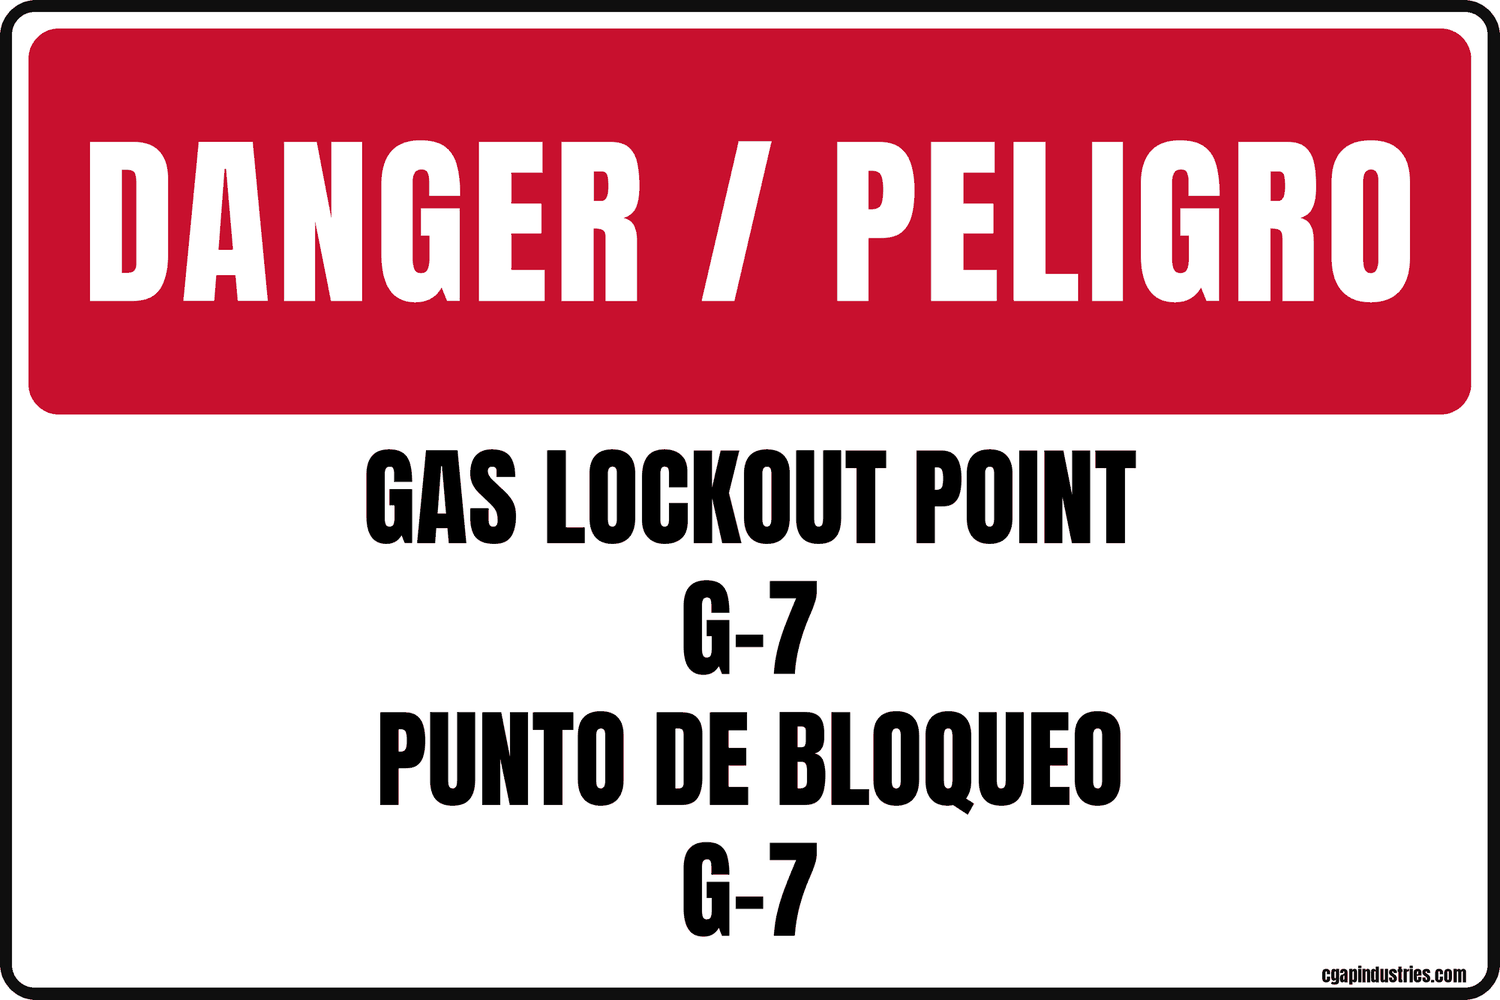 DANGER / PELIGRO
GAS LOCKOUT POINT
G-7
PUNTO DE BLOQUEO
G-7
cgapindustries.com